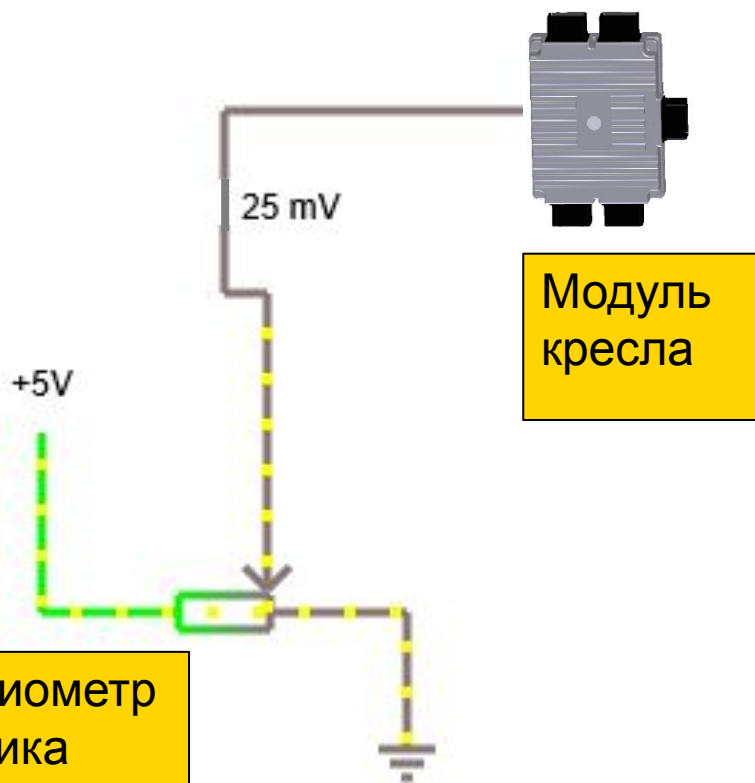 25 mV
Модуль
кресла
+5V
иометр
ика